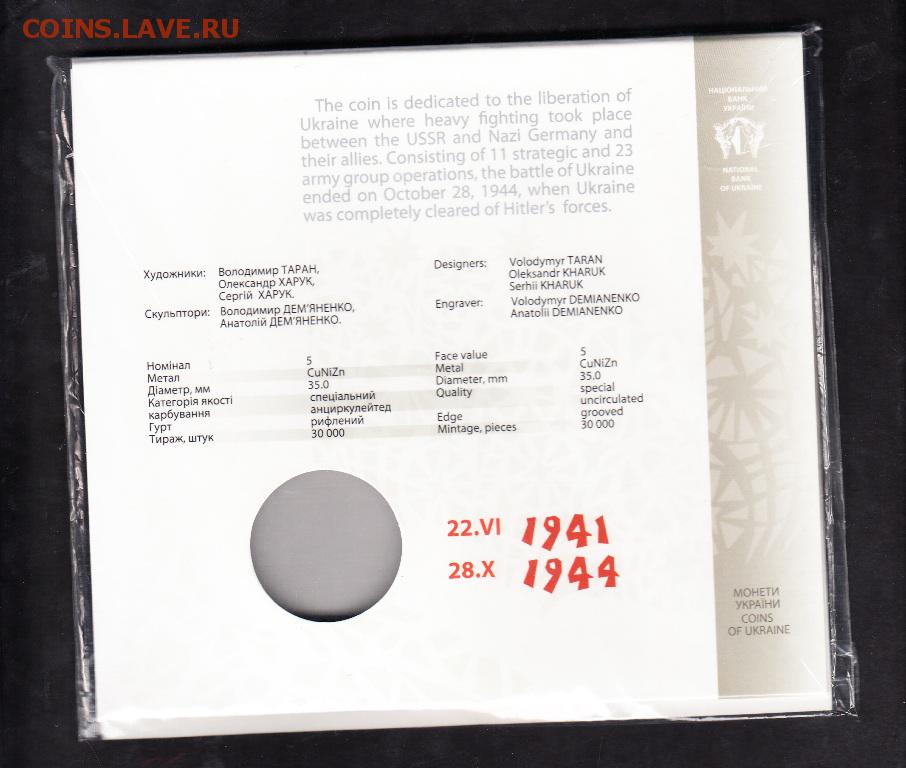 COINS.LAVE.RU
The coin is dedicated to the liberation of
Ukraine where heavy fighting took place
between the USSR and Nazi Germany and
their allies. Consisting of 11 strategic and 23
army group operations, the battle of Ukraine
ended on October 28, 1944, when Ukraine
was completely cleared of Hitler's forces.
НАЦІОНАЛЬНИЙ
БАНК
УКРАЇНИ
NATIONAL
BANK
OF UKRAINE
Художники: Володимир ТАРАН,
Олександр ХАРУК,
Сергій ХАРУК.
Скульптори: Володимир ДЕМ'ЯНЕНКО,
Анатолій ДЕМ'ЯНЕНКО.
Designers: Volodymyr TARAN
Oleksandr KHARUK
Serhii KHARUK
Engraver: Volodymyr DEMIANENKO
Anatolii DEMIANENKO
Номінал 5
Метал CuNiZn
Діаметр, мм 35.0
Категорія якості спеціальний
карбування анциркулейтед
Гурт рифлений
Тираж, штук 30 000
Face value 5
Metal CuNiZn
Diameter, mm 35.0
Quality special
uncirculated
Edge grooved
Mintage, pieces 30 000
22.VI 1941
28.X 1944
МОНЕТИ
УКРАЇНИ
COINS
OF UKRAINE